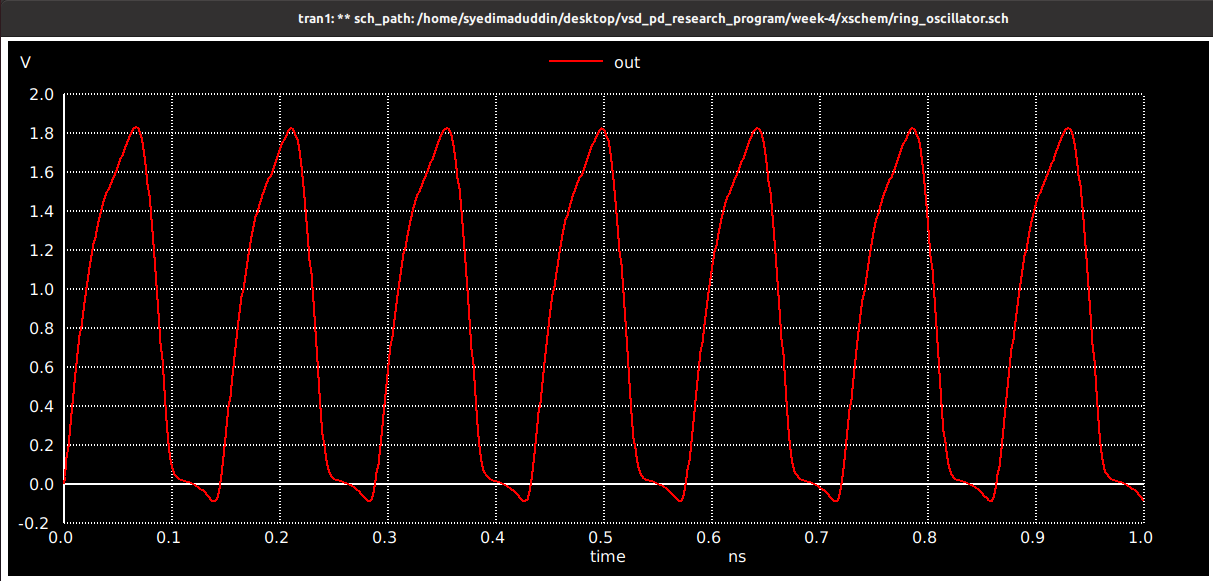 tran1: ** sch_path: /home/syedimaduddin/desktop/vsd_pd_research_program/week-4/xschem/ring_oscillator.sch
V
out
2.0
1.8
1.6
1.4
1.2
1.0
0.8
0.6
0.4
0.2
0.0
-0.2
0.0 0.1 0.2 0.3 0.4 0.5 0.6 0.7 0.8 0.9 1.0
time ns